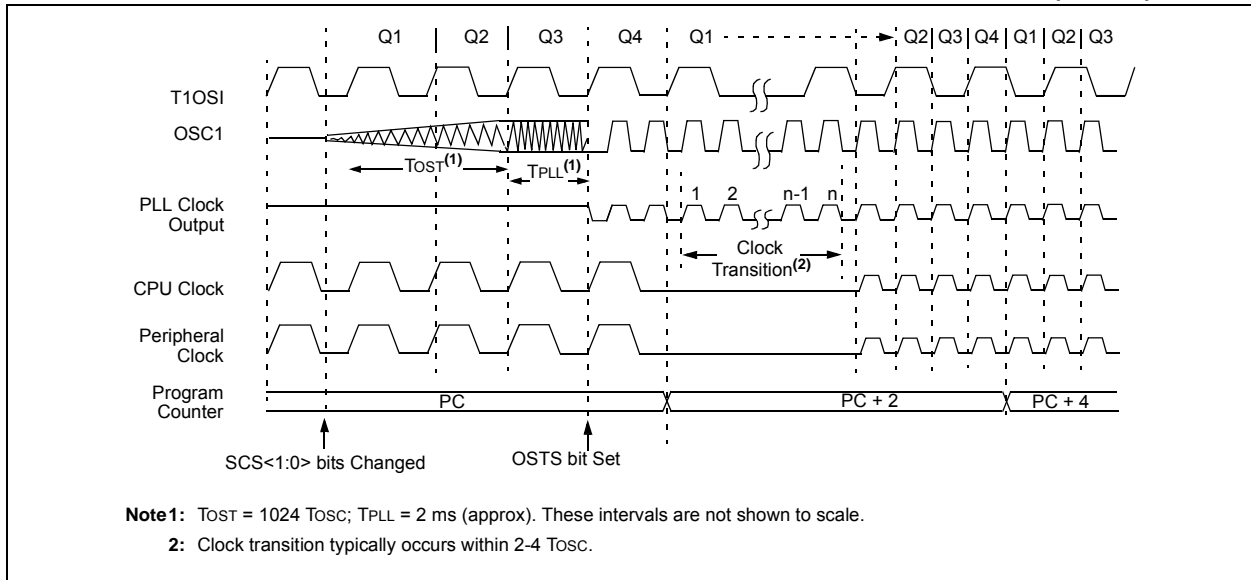 Q1 Q2 Q3 Q4 Q1 Q2 Q3 Q4 Q1 Q2 Q3
T1OSI
OSC1
TOST(1)
TPLL(1)
PLL Clock
Output
1 2 n-1 n
Clock
Transition(2)
CPU Clock
Peripheral
Clock
Program
Counter
PC PC + 2 PC + 4
SCS<1:0> bits Changed
OSTS bit Set
Note1: TOST = 1024 TOSC; TPLL = 2 ms (approx). These intervals are not shown to scale.
2: Clock transition typically occurs within 2-4 TOSC.